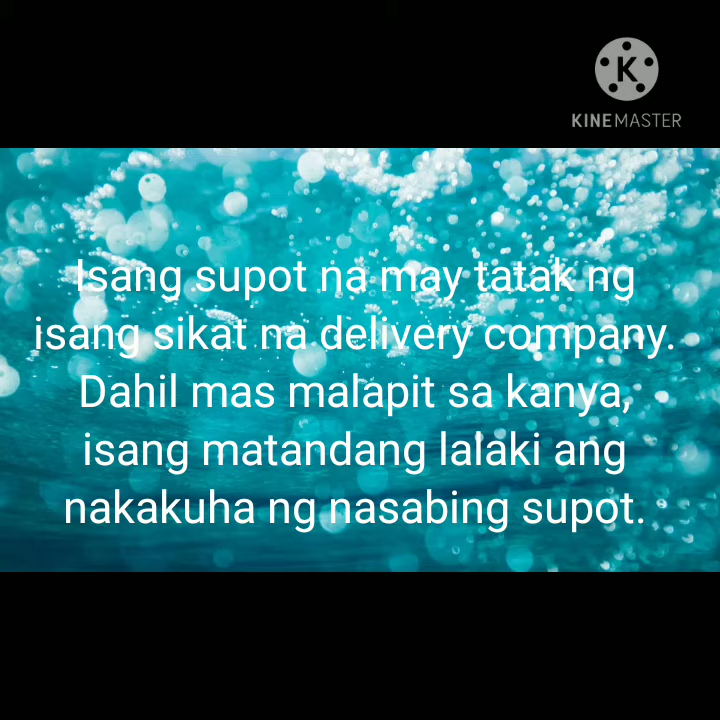 K
KINEMASTER
Isang supot na may tatak ng
isang sikat na delivery company.
Dahil mas malapit sa kanya,
isang matandang lalaki ang
nakakuha ng nasabing supot.